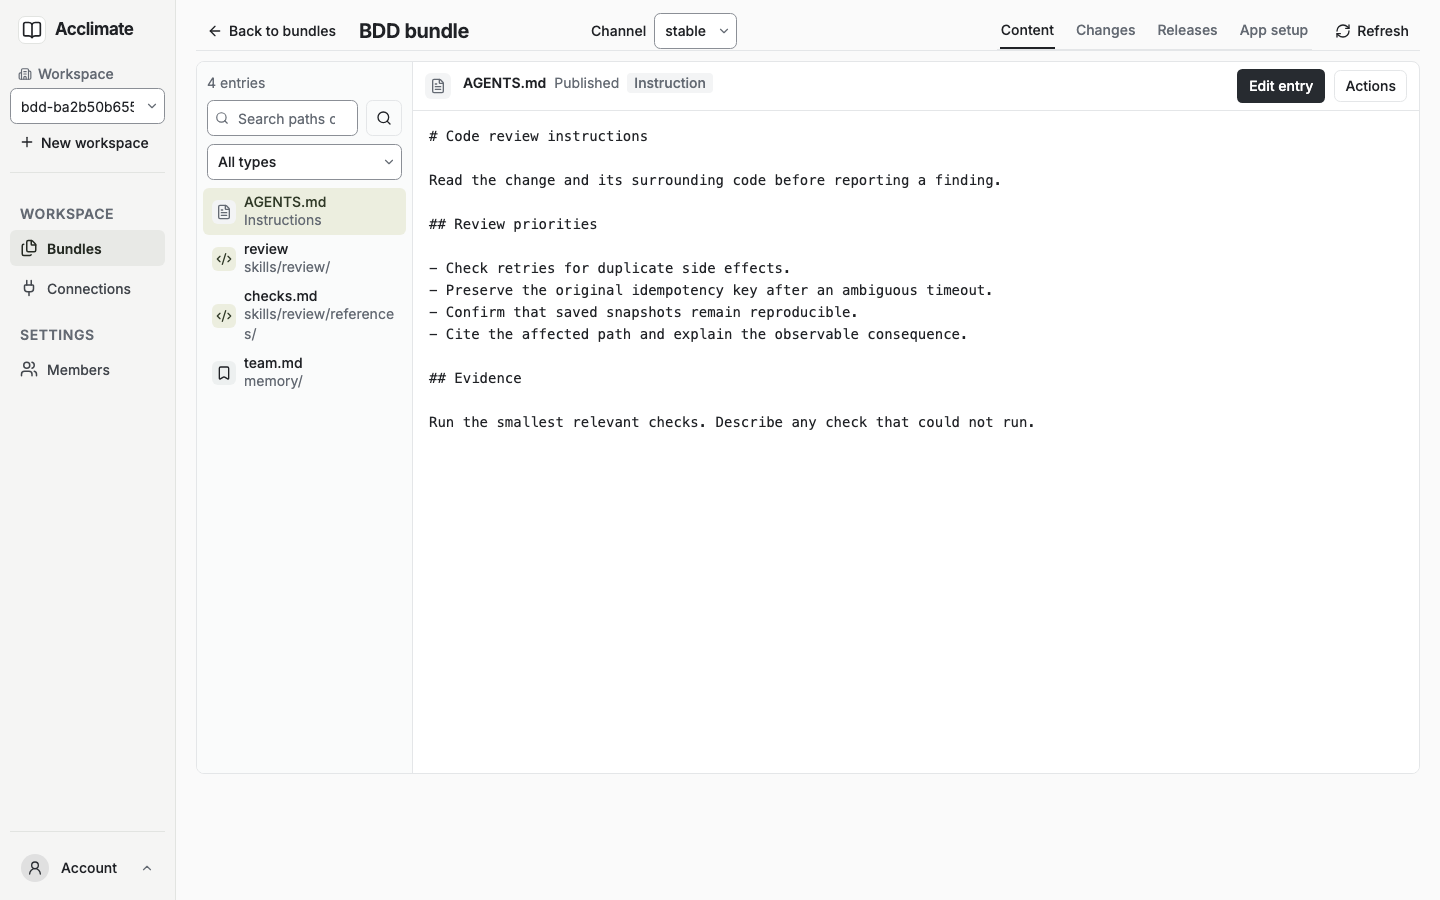 Acclimate
Workspace
bdd-ba2b50b655
New workspace
WORKSPACE
Bundles
Connections
SETTINGS
Members
Account
Back to bundles
BDD bundle
Channel
stable
Content
Changes
Releases
App setup
Refresh
4 entries
Search paths
All types
AGENTS.md
Instructions
review
skills/review/
checks.md
skills/review/reference
s/
team.md
memory/
AGENTS.md Published Instruction
Edit entry
Actions
# Code review instructions
Read the change and its surrounding code before reporting a finding.
## Review priorities
- Check retries for duplicate side effects.
- Preserve the original idempotency key after an ambiguous timeout.
- Confirm that saved snapshots remain reproducible.
- Cite the affected path and explain the observable consequence.
## Evidence
Run the smallest relevant checks. Describe any check that could not run.